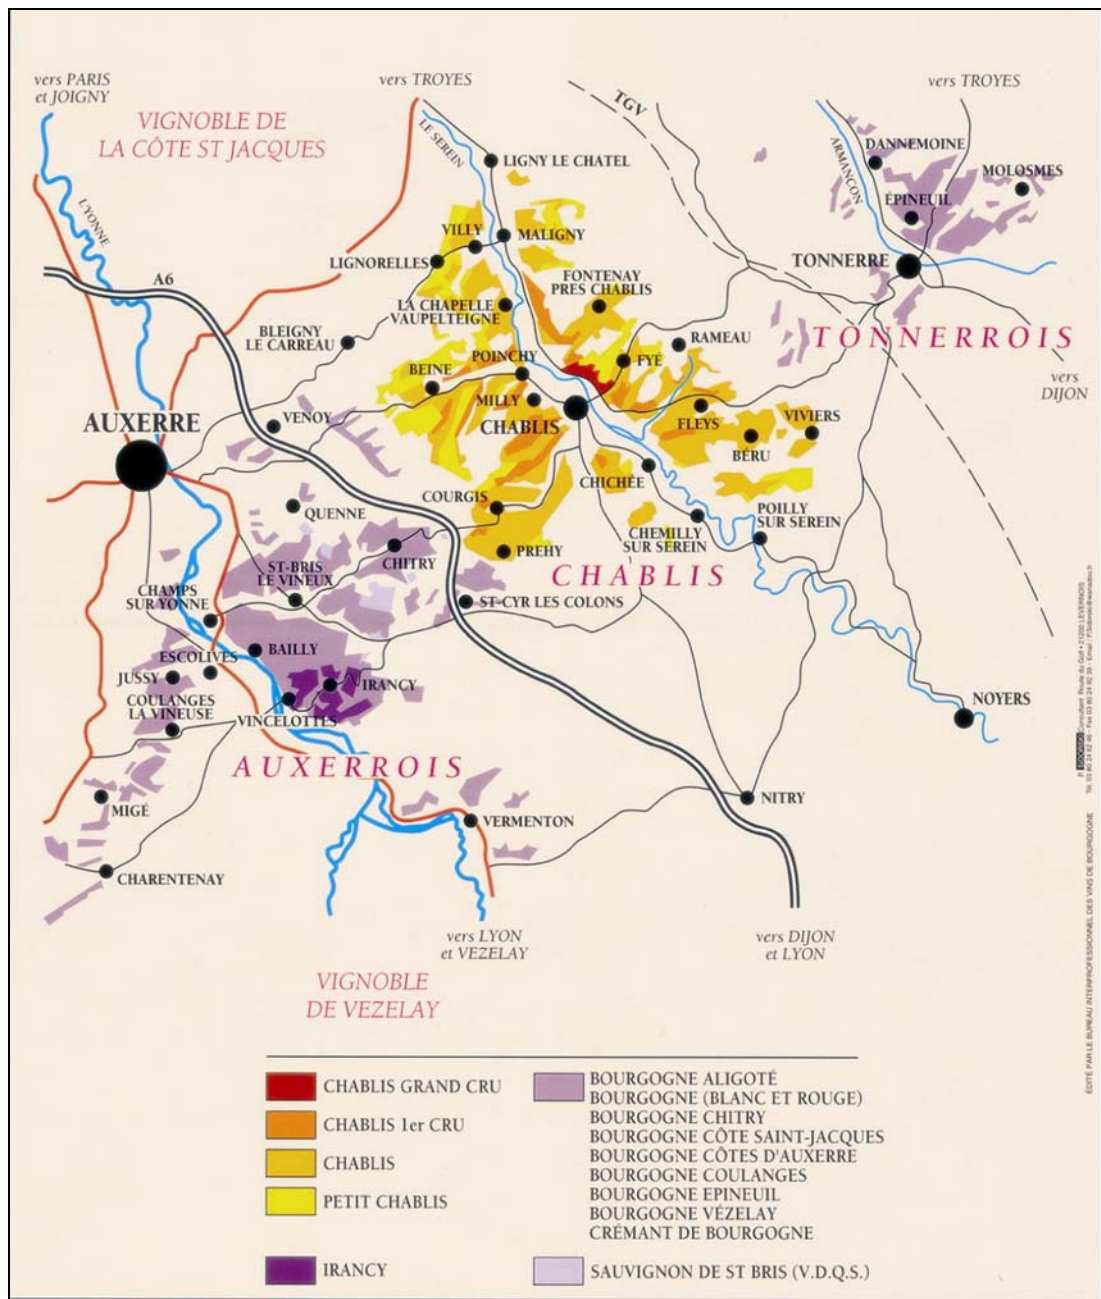 vers PARIS
et JOIGNY
vers TROYES
vers TROYES
VIGNOBLE DE
LA CÔTE ST JACQUES
TGV
LE SEREIN
L'YONNE
ARMANÇON
DANNEMOINE
MOLOSMES
ÉPINEUIL
TONNERRE
LIGNY LE CHATEL
VILLY
MALIGNY
LIGNORELLES
A6
FONTENAY
PRES CHABLIS
LA CHAPELLE
VAUPELTEIGNE
BLEIGNY
LE CARREAU
TONNERROIS
RAMEAU
POINCHY
FYÉ
BEINE
vers
DIJON
MILLY
AUXERRE
VENOY
CHABLIS
FLEYS
VIVIERS
BÉRU
CHICHÉE
COURGIS
QUENNE
POILLY
SUR SEREIN
CHEMILLY
SUR SEREIN
PREHY
CHITRY
ST-BRIS
LE VINEUX
CHABLIS
CHAMPS
SUR YONNE
ST-CYR LES COLONS
ESCOLIVES
BAILLY
JUSSY
IRANCY
COULANGES
LA VINEUSE
VINCELOTTES
NOYERS
AUXERROIS
MIGÉ
NITRY
VERMENTON
CHARENTENAY
vers LYON
et VEZELAY
vers DIJON
et LYON
VIGNOBLE
DE VEZELAY
CHABLIS GRAND CRU
CHABLIS 1er CRU
CHABLIS
PETIT CHABLIS
IRANCY
BOURGOGNE ALIGOTÉ
BOURGOGNE (BLANC ET ROUGE)
BOURGOGNE CHITRY
BOURGOGNE CÔTE SAINT-JACQUES
BOURGOGNE CÔTES D'AUXERRE
BOURGOGNE COULANGES
BOURGOGNE EPINEUIL
BOURGOGNE VÉZELAY
CRÉMANT DE BOURGOGNE
SAUVIGNON DE ST BRIS (V.D.Q.S.)
ÉDITÉ PAR LE BUREAU INTERPROFESSIONNEL DES VINS DE BOURGOGNE